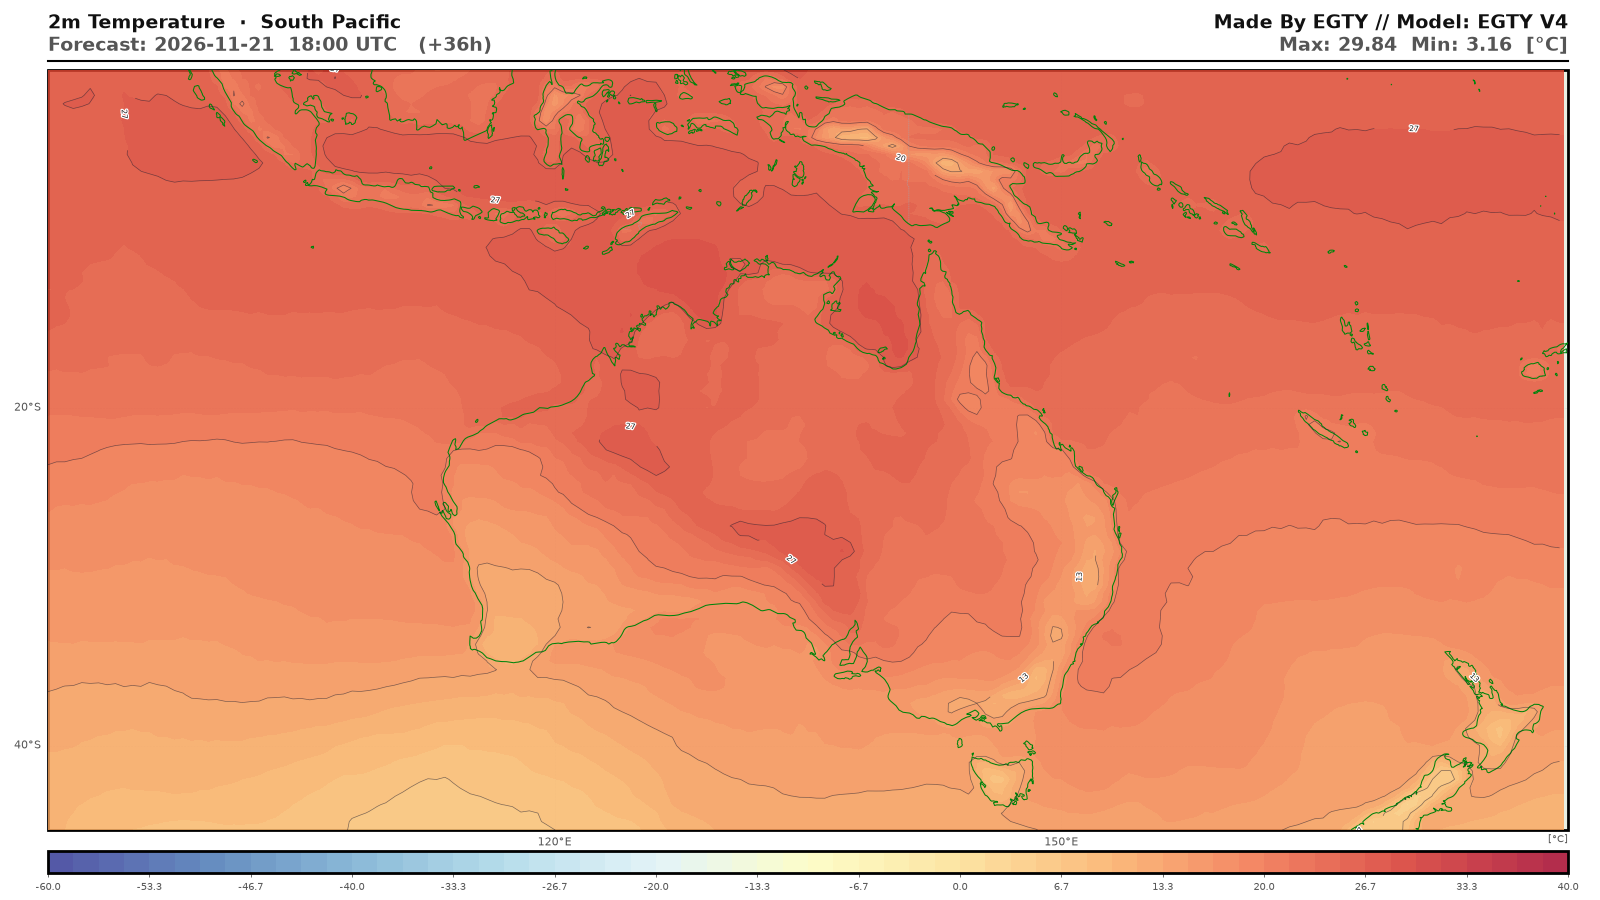 2m Temperature · South Pacific
Made By EGTY // Model: EGTY V4
Forecast: 2026-11-21 18:00 UTC (+36h)
Max: 29.84 Min: 3.16 [°C]
27
27
20
27
27
27
27
13
13
13
20°S
40°S
120°E
150°E
[°C]
-60.0
-53.3
-46.7
-40.0
-33.3
-26.7
-20.0
-13.3
-6.7
0.0
6.7
13.3
20.0
26.7
33.3
40.0